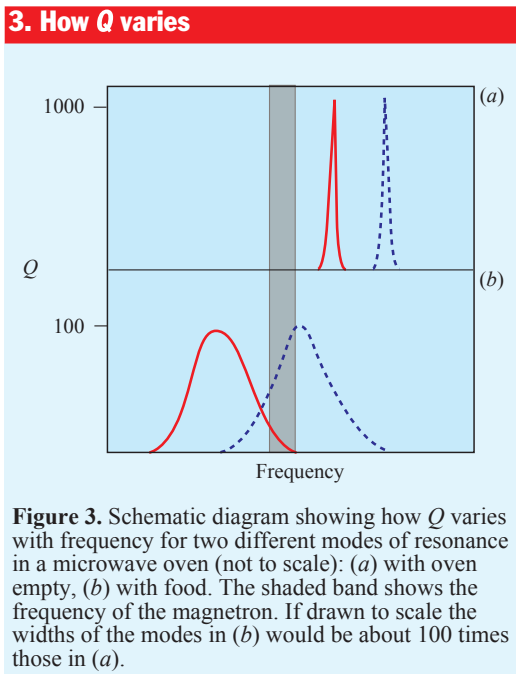 3. How Q varies
1000
(a)
Q
(b)
100
Frequency
Figure 3. Schematic diagram showing how Q varies
with frequency for two different modes of resonance
in a microwave oven (not to scale): (a) with oven
empty, (b) with food. The shaded band shows the
frequency of the magnetron. If drawn to scale the
widths of the modes in (b) would be about 100 times
those in (a).